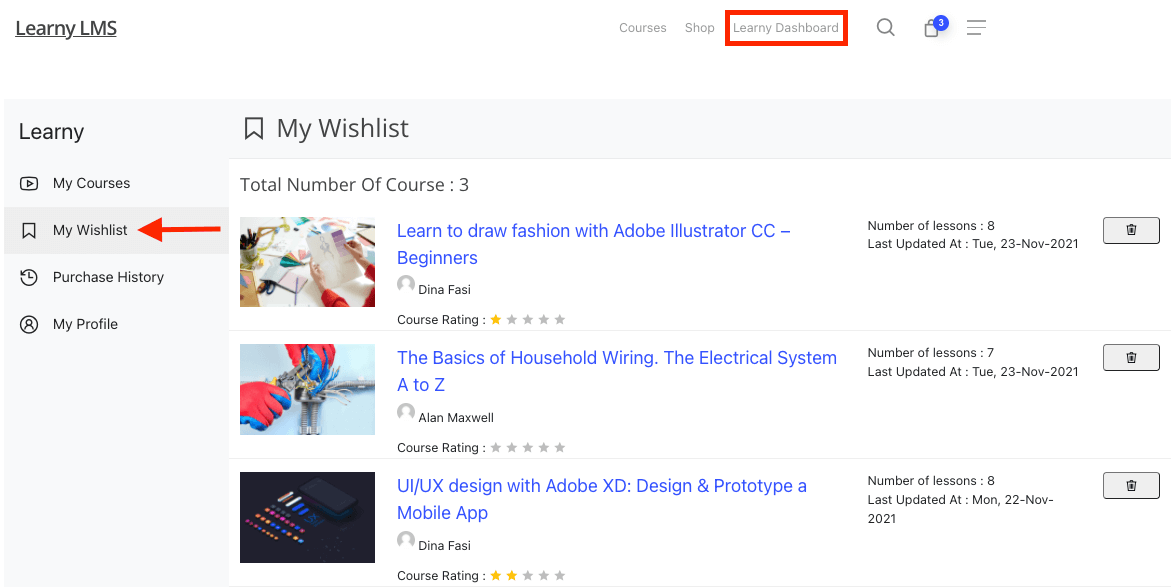 Learny LMS
Courses Shop Learny Dashboard 3
Learny
My Courses
My Wishlist
Purchase History
My Profile
My Wishlist
Total Number Of Course : 3
Learn to draw fashion with Adobe Illustrator CC –
Beginners
Dina Fasi
Course Rating :
Number of lessons : 8
Last Updated At : Tue, 23-Nov-2021
The Basics of Household Wiring. The Electrical System
A to Z
Alan Maxwell
Course Rating :
Number of lessons : 7
Last Updated At : Tue, 23-Nov-2021
UI/UX design with Adobe XD: Design & Prototype a
Mobile App
Dina Fasi
Course Rating :
Number of lessons : 8
Last Updated At : Mon, 22-Nov-
2021